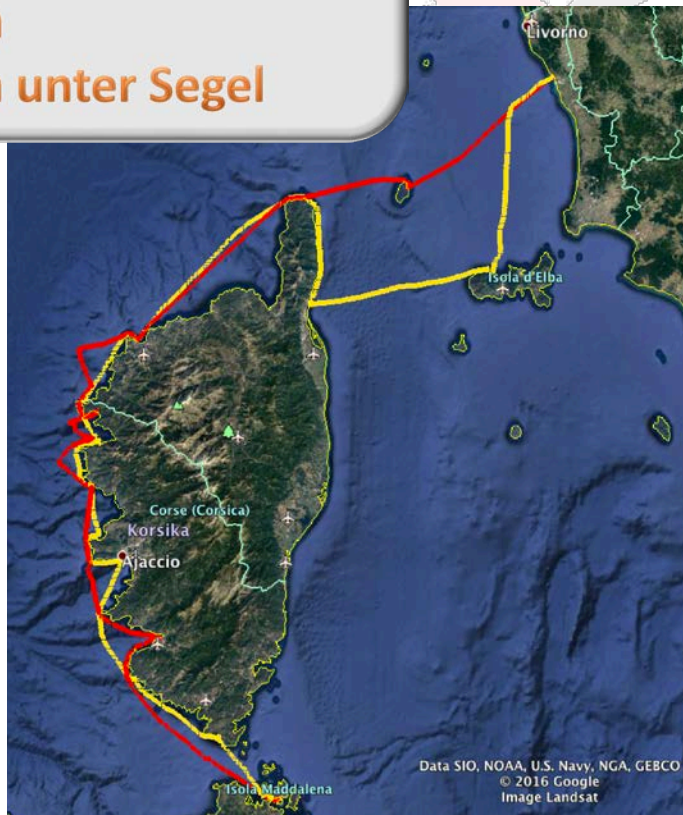 unter Segel
Livorno
Isola d'Elba
Corse (Corsica)
Korsika
Ajaccio
Isola Maddalena
Data SIO, NOAA, U.S. Navy, NGA, GEBCO
© 2016 Google
Image Landsat